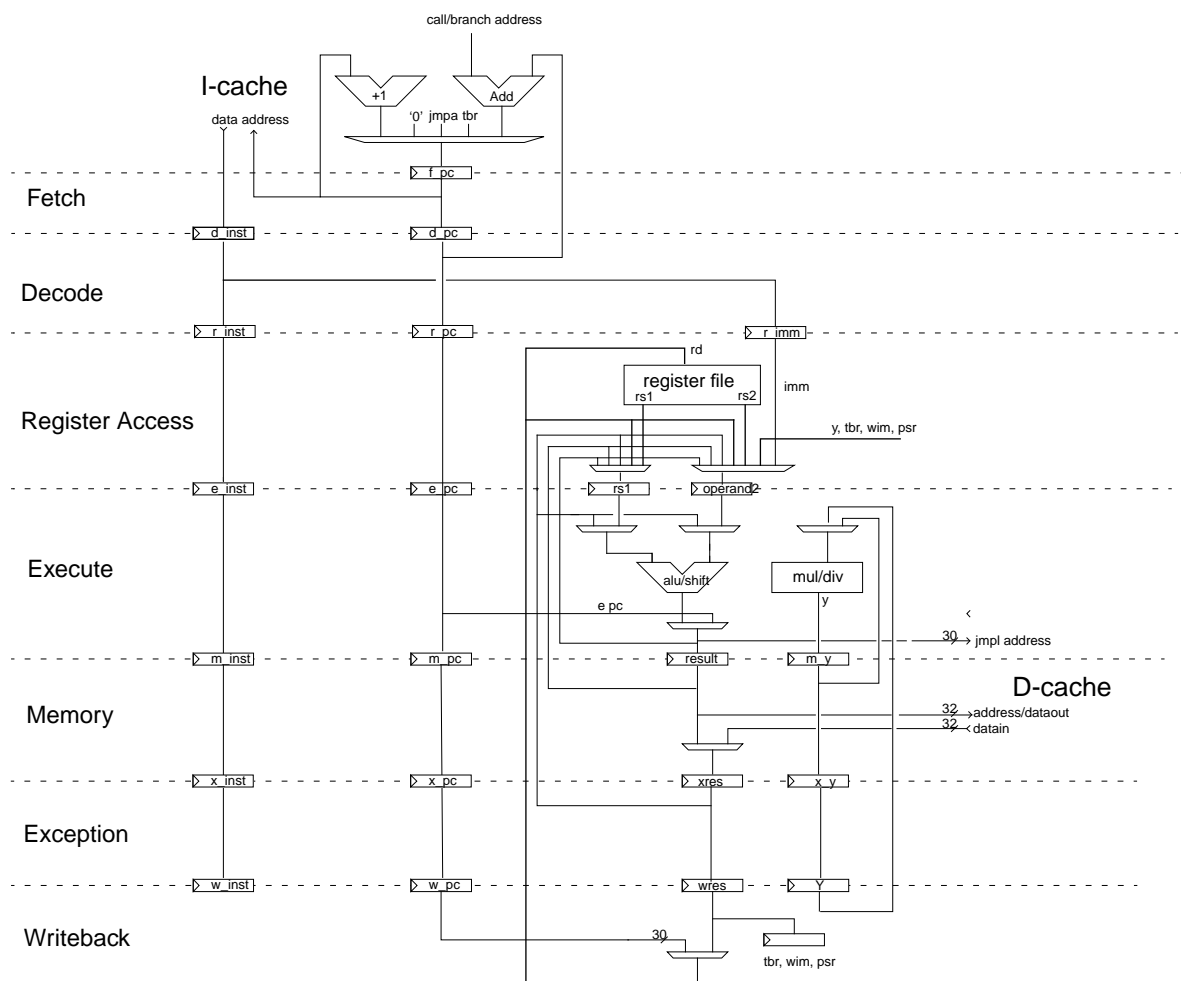 call/branch address
I-cache
+1
Add
data address
'0' jmpa tbr
f_pc
Fetch
d_inst
d_pc
Decode
r_inst
r_pc
r_imm
rd
register file
rs1
rs2
imm
Register Access
y, tbr, wim, psr
e_inst
e_pc
rs1
operand2
Execute
alu/shift
mul/div
e pc
y
30
jmpl address
m_inst
m_pc
result
m_y
D-cache
Memory
32
address/dataout
32
datain
x_inst
x_pc
xres
x_y
Exception
w_inst
w_pc
wres
Y
Writeback
30
tbr, wim, psr